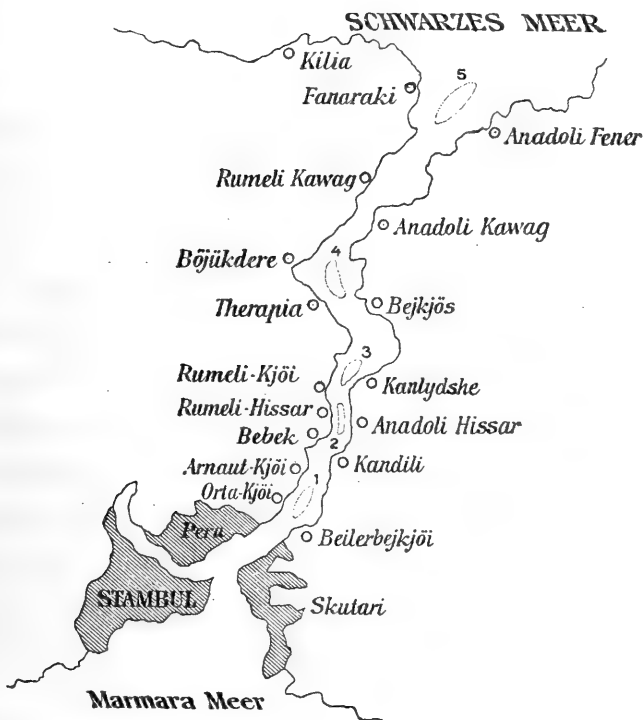 SCHWARZES MEER
Kilia
5
Fanaraki
Anadoli Fener
Rumeli Kawag
Anadoli Kawag
4
Böjükdere
Therapia
Bejkjös
3
Rumeli-Kjöi
Kanlydshe
Rumeli-Hissar
Anadoli Hissar
Bebek
2
Arnaut-Kjöi
Kandili
Orta-Kjöi
1
Pera
Beilerbejkjöi
STAMBUL
Skutari
Marmara Meer